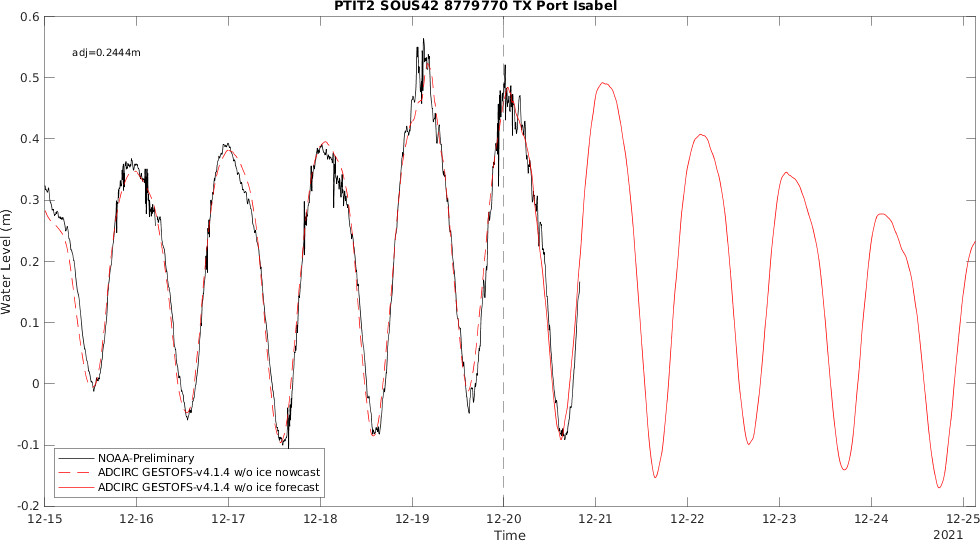 PTIT2 SOUS42 8779770 TX Port Isabel
adj=0.2444m
0.6
0.5
0.4
0.3
0.2
0.1
0
-0.1
-0.2
Water Level (m)
NOAA-Preliminary
ADCIRC GESTOFS-v4.1.4 w/o ice nowcast
ADCIRC GESTOFS-v4.1.4 w/o ice forecast
12-15 12-16 12-17 12-18 12-19 12-20 12-21 12-22 12-23 12-24 12-25
Time
2021